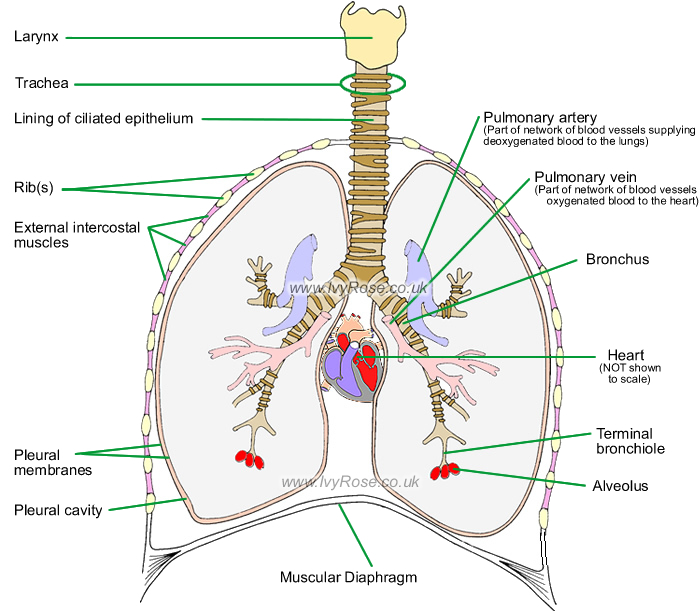 Larynx
Trachea
Lining of ciliated epithelium
Rib(s)
External intercostal
muscles
Pleural
membranes
Pleural cavity
Pulmonary artery
(Part of network of blood vessels supplying
deoxygenated blood to the lungs)
Pulmonary vein
(Part of network of blood vessels
oxygenated blood to the heart)
Bronchus
www.IvyRose.co.uk
Heart
(NOT shown
to scale)
Terminal
bronchiole
Alveolus
www.IvyRose.co.uk
Muscular Diaphragm